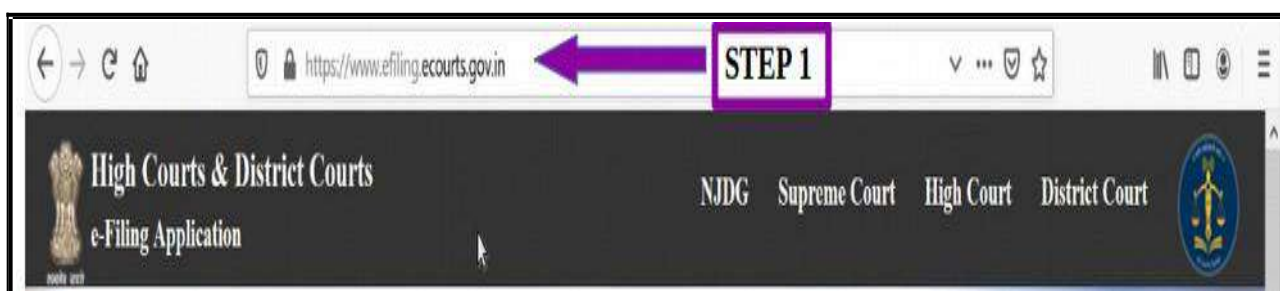 https://www.efiling.ecourts.gov.in
STEP 1
High Courts & District Courts
e-Filing Application
NJDG Supreme Court High Court District Court